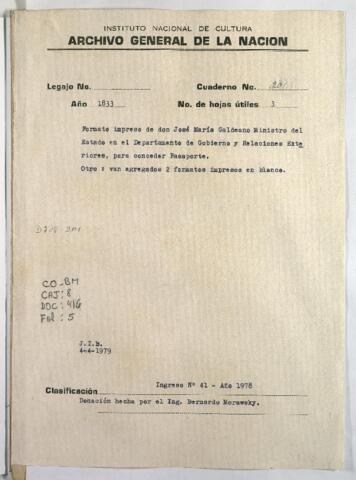 INSTITUTO NACIONAL DE CULTURA
ARCHIVO GENERAL DE LA NACION
Legajo No. Cuaderno No.
Año 1833 No. de hojas útiles 3
Formato impreso de don José María Galdeano Ministro del
Estado en el Departamento de Gobierno y Relaciones Exte
riores, para conceder Pasaporte.
Otro : van agregados 2 formatos impresos en blanco.
CO-BM
CAJ: 8
DOC: 416
Fol : 5
J.I.B.
4-4-1979
Ingreso Nº 41 - Año 1978
Clasificación
Donación hecha por el Ing. Bernardo Morawsky.